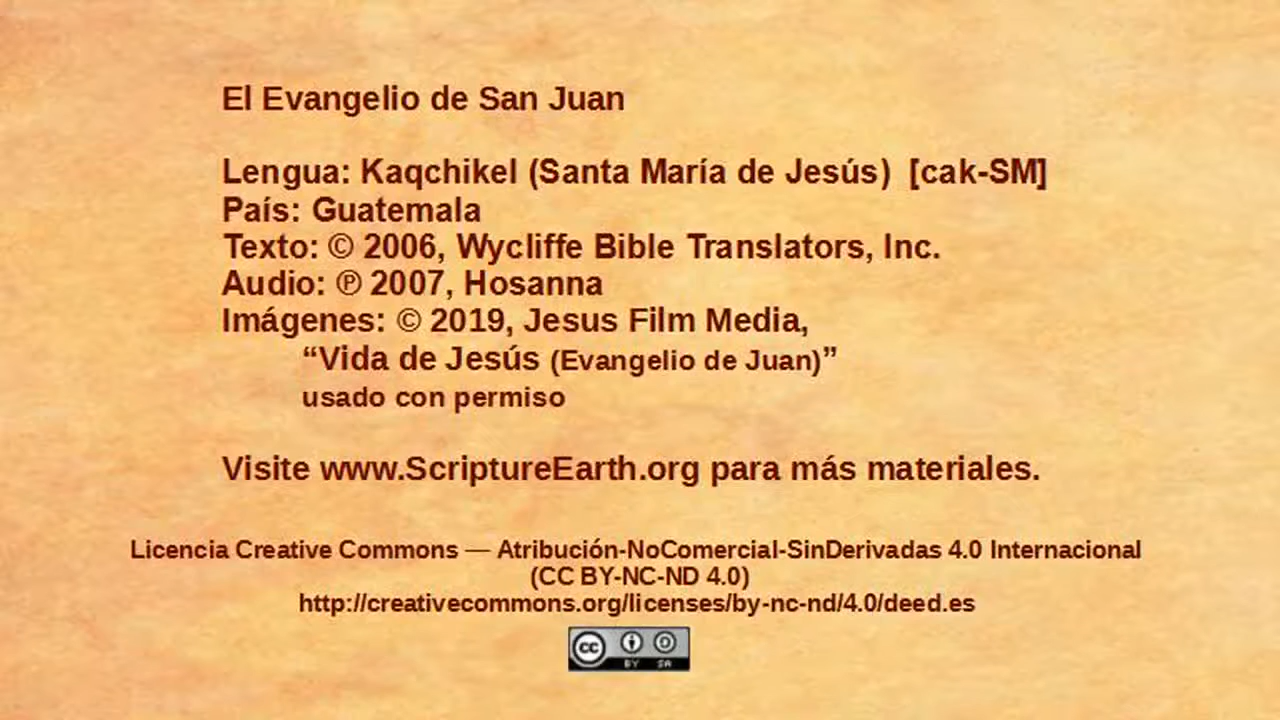 El Evangelio de San Juan
Lengua: Kaqchikel (Santa María de Jesús) [cak-SM]
País: Guatemala
Texto: © 2006, Wycliffe Bible Translators, Inc.
Audio: ℗ 2007, Hosanna
Imágenes: © 2019, Jesus Film Media,
“Vida de Jesús (Evangelio de Juan)”
usado con permiso
Visite www.ScriptureEarth.org para más materiales.
Licencia Creative Commons — Atribución-NoComercial-SinDerivadas 4.0 Internacional
(CC BY-NC-ND 4.0)
http://creativecommons.org/licenses/by-nc-nd/4.0/deed.es
cc
BY SA